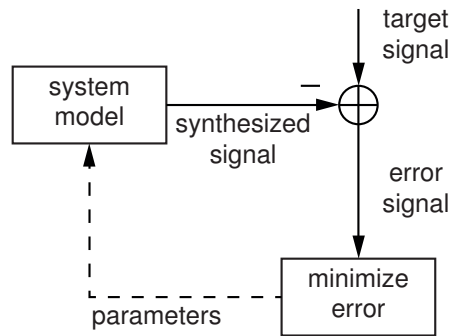 target
signal
system
model
−
synthesized
signal
error
signal
minimize
error
parameters